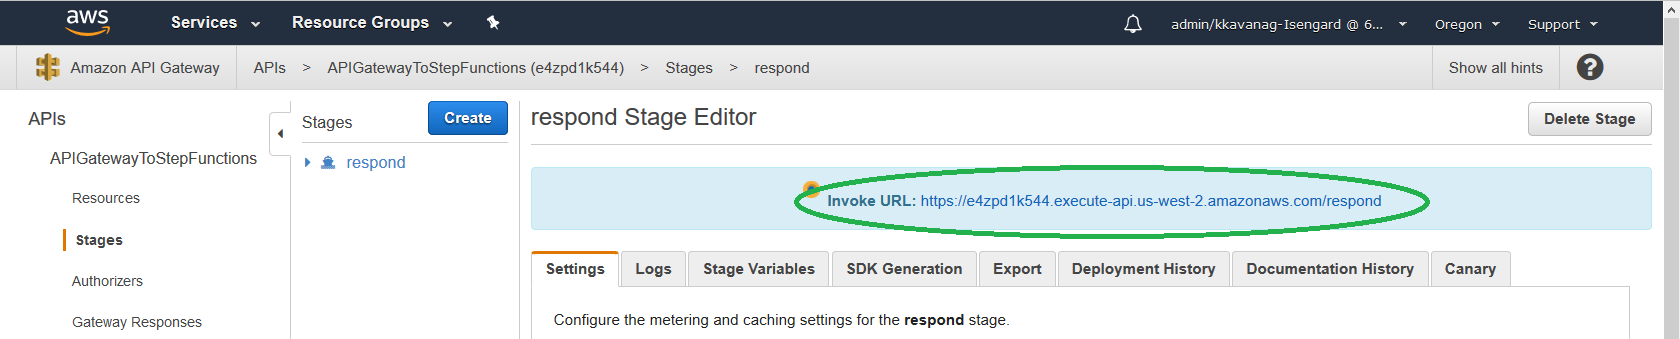 aws Services Resource Groups admin/kkavanag-Isengard @ 6... Oregon Support
Amazon API Gateway APIs > APIGatewayToStepFunctions (e4zpd1k544) > Stages > respond Show all hints ?
APIs
APIGatewayToStepFunctions
Resources
Stages
Authorizers
Gateway Responses
Stages Create
respond
respond Stage Editor Delete Stage
Invoke URL: https://e4zpd1k544.execute-api.us-west-2.amazonaws.com/respond
Settings Logs Stage Variables SDK Generation Export Deployment History Documentation History Canary
Configure the metering and caching settings for the respond stage.